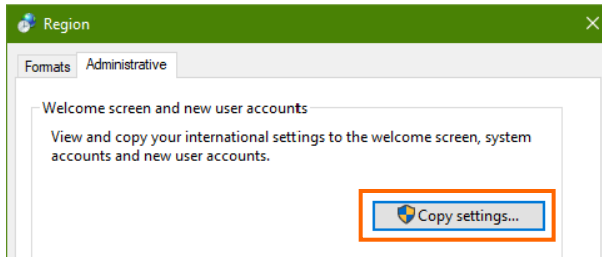 Region
Formats
Administrative
Welcome screen and new user accounts
View and copy your international settings to the welcome screen, system
accounts and new user accounts.
Copy settings...